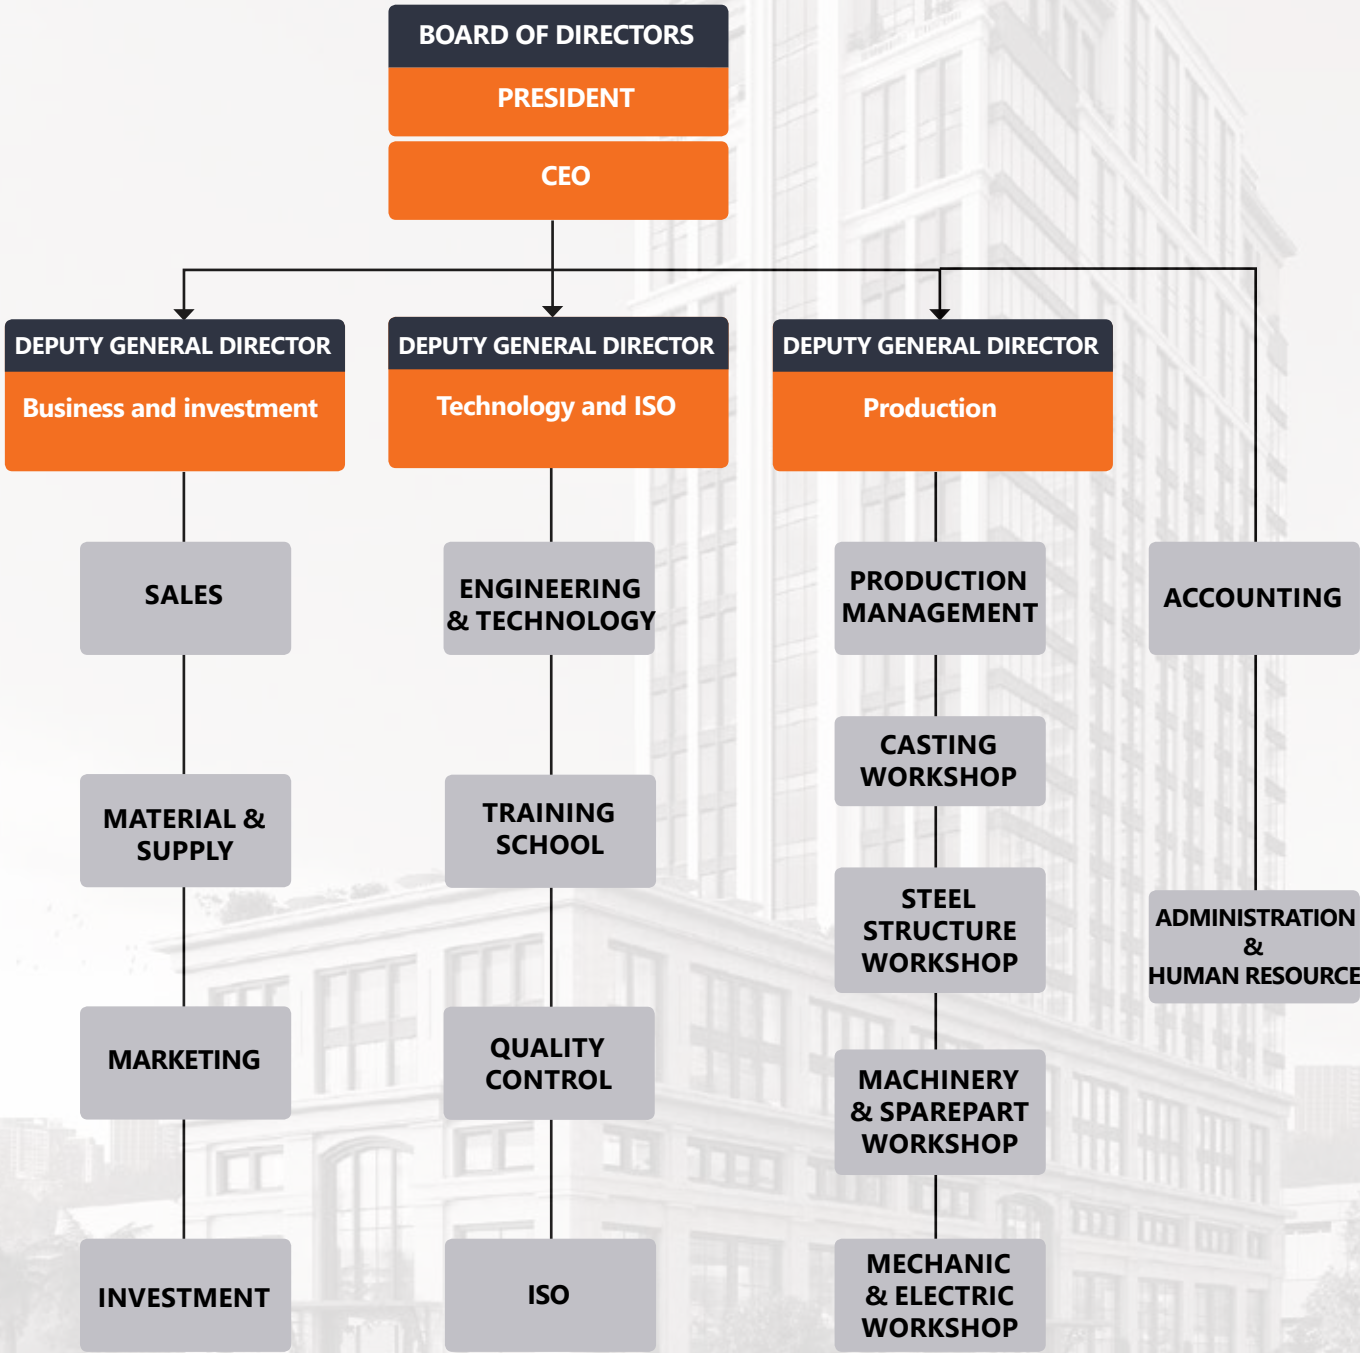 BOARD OF DIRECTORS
PRESIDENT
CEO
DEPUTY GENERAL DIRECTOR
Business and investment
DEPUTY GENERAL DIRECTOR
Technology and ISO
DEPUTY GENERAL DIRECTOR
Production
SALES
MATERIAL &
SUPPLY
MARKETING
INVESTMENT
ENGINEERING
& TECHNOLOGY
TRAINING
SCHOOL
QUALITY
CONTROL
ISO
PRODUCTION
MANAGEMENT
CASTING
WORKSHOP
STEEL
STRUCTURE
WORKSHOP
MACHINERY
& SPAREPART
WORKSHOP
MECHANIC
& ELECTRIC
WORKSHOP
ACCOUNTING
ADMINISTRATION
&
HUMAN RESOURCE